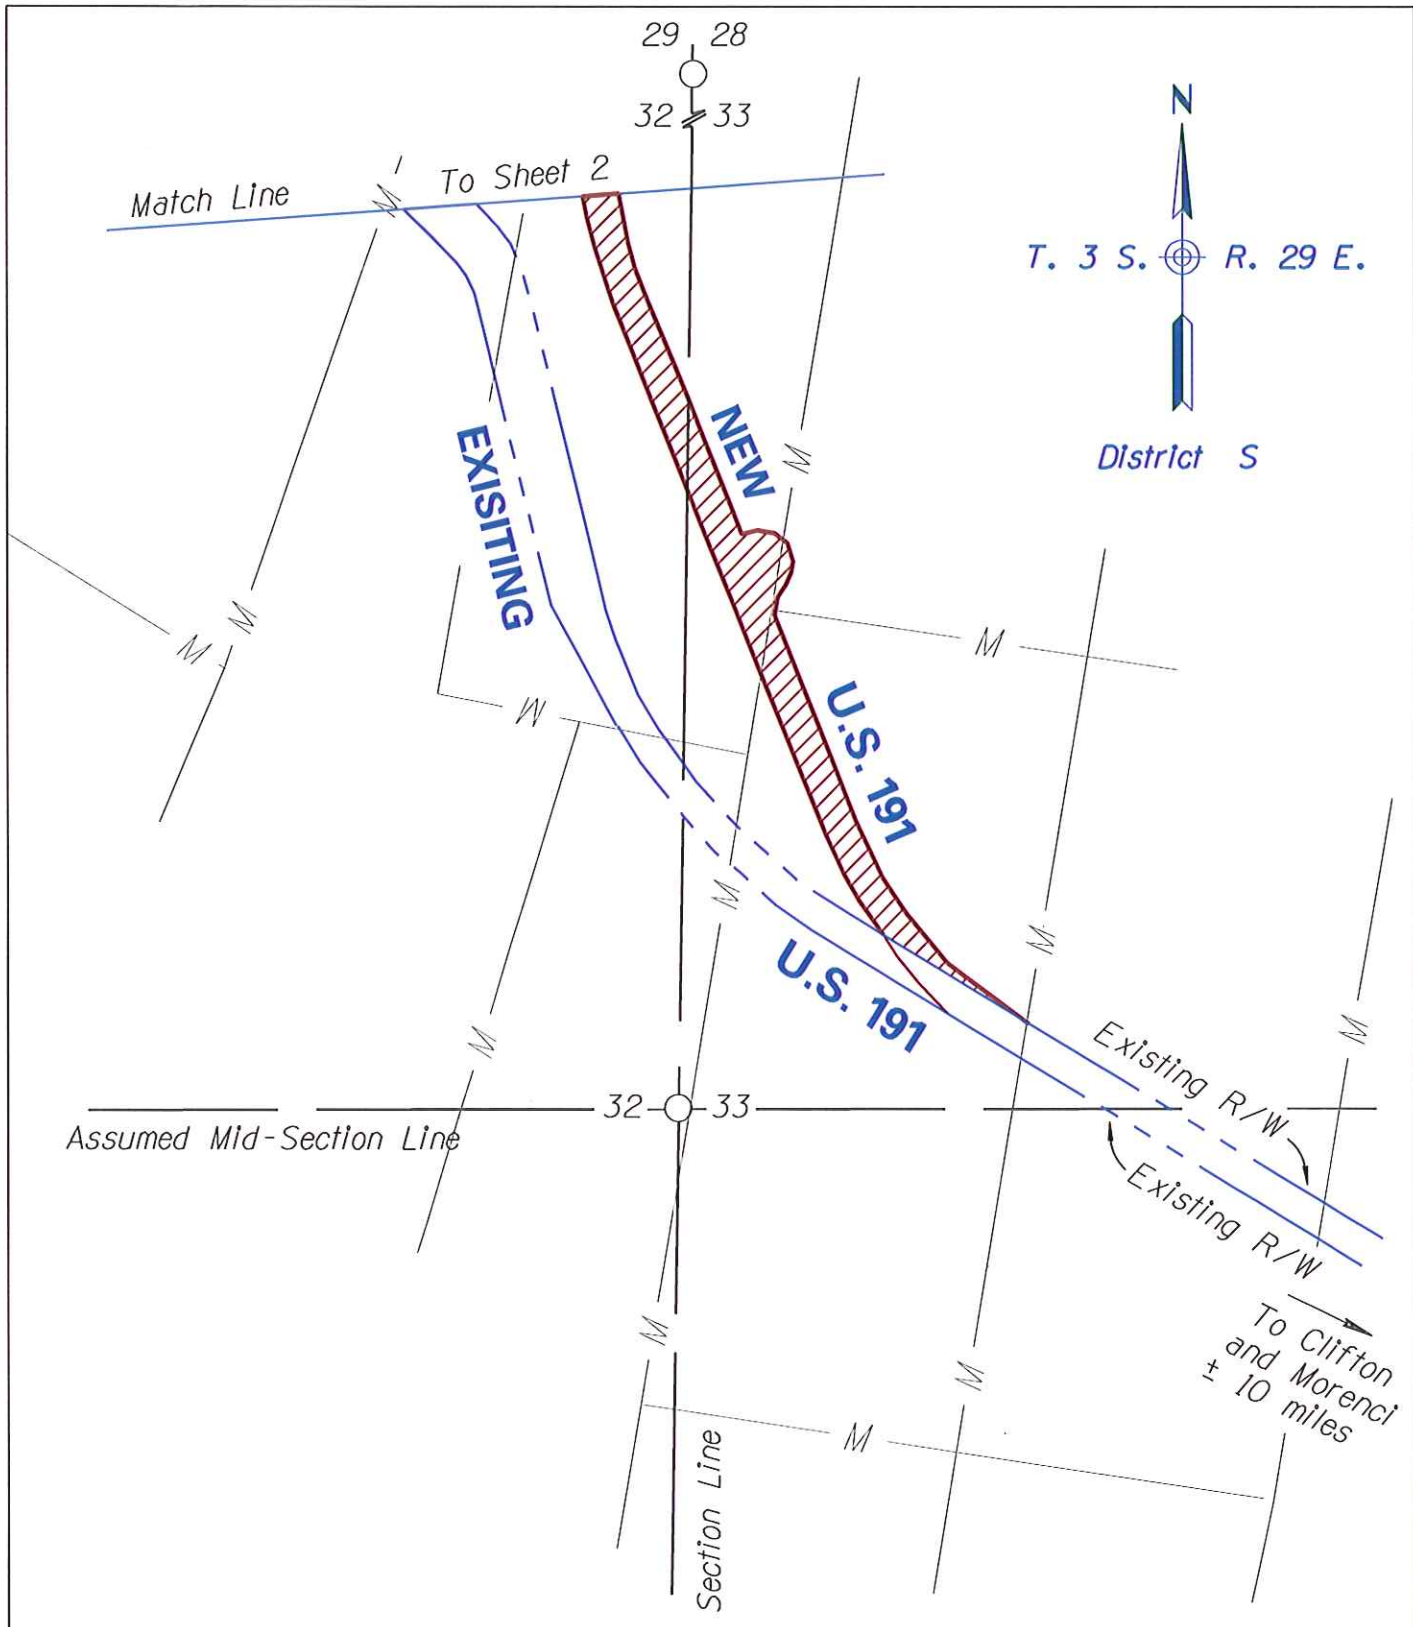 29 28
32 33
N
Match Line
To Sheet 2
M
T. 3 S. R. 29 E.
District S
NEW
M
EXISITING
M
M
M
M
U.S. 191
M
M
U.S. 191
M
M
Existing R/W
32 33
Assumed Mid-Section Line
Existing R/W
M
To Clifton
and Morenci
± 10 miles
M
M
Section Line